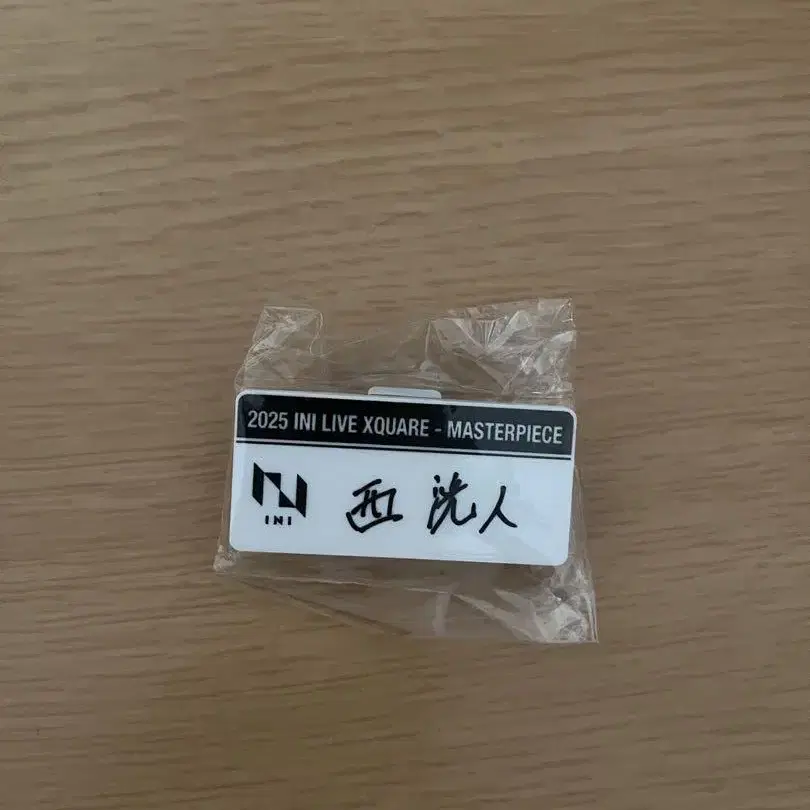 2025 INI LIVE XQUARE - MASTERPIECE
INI
西 洸人